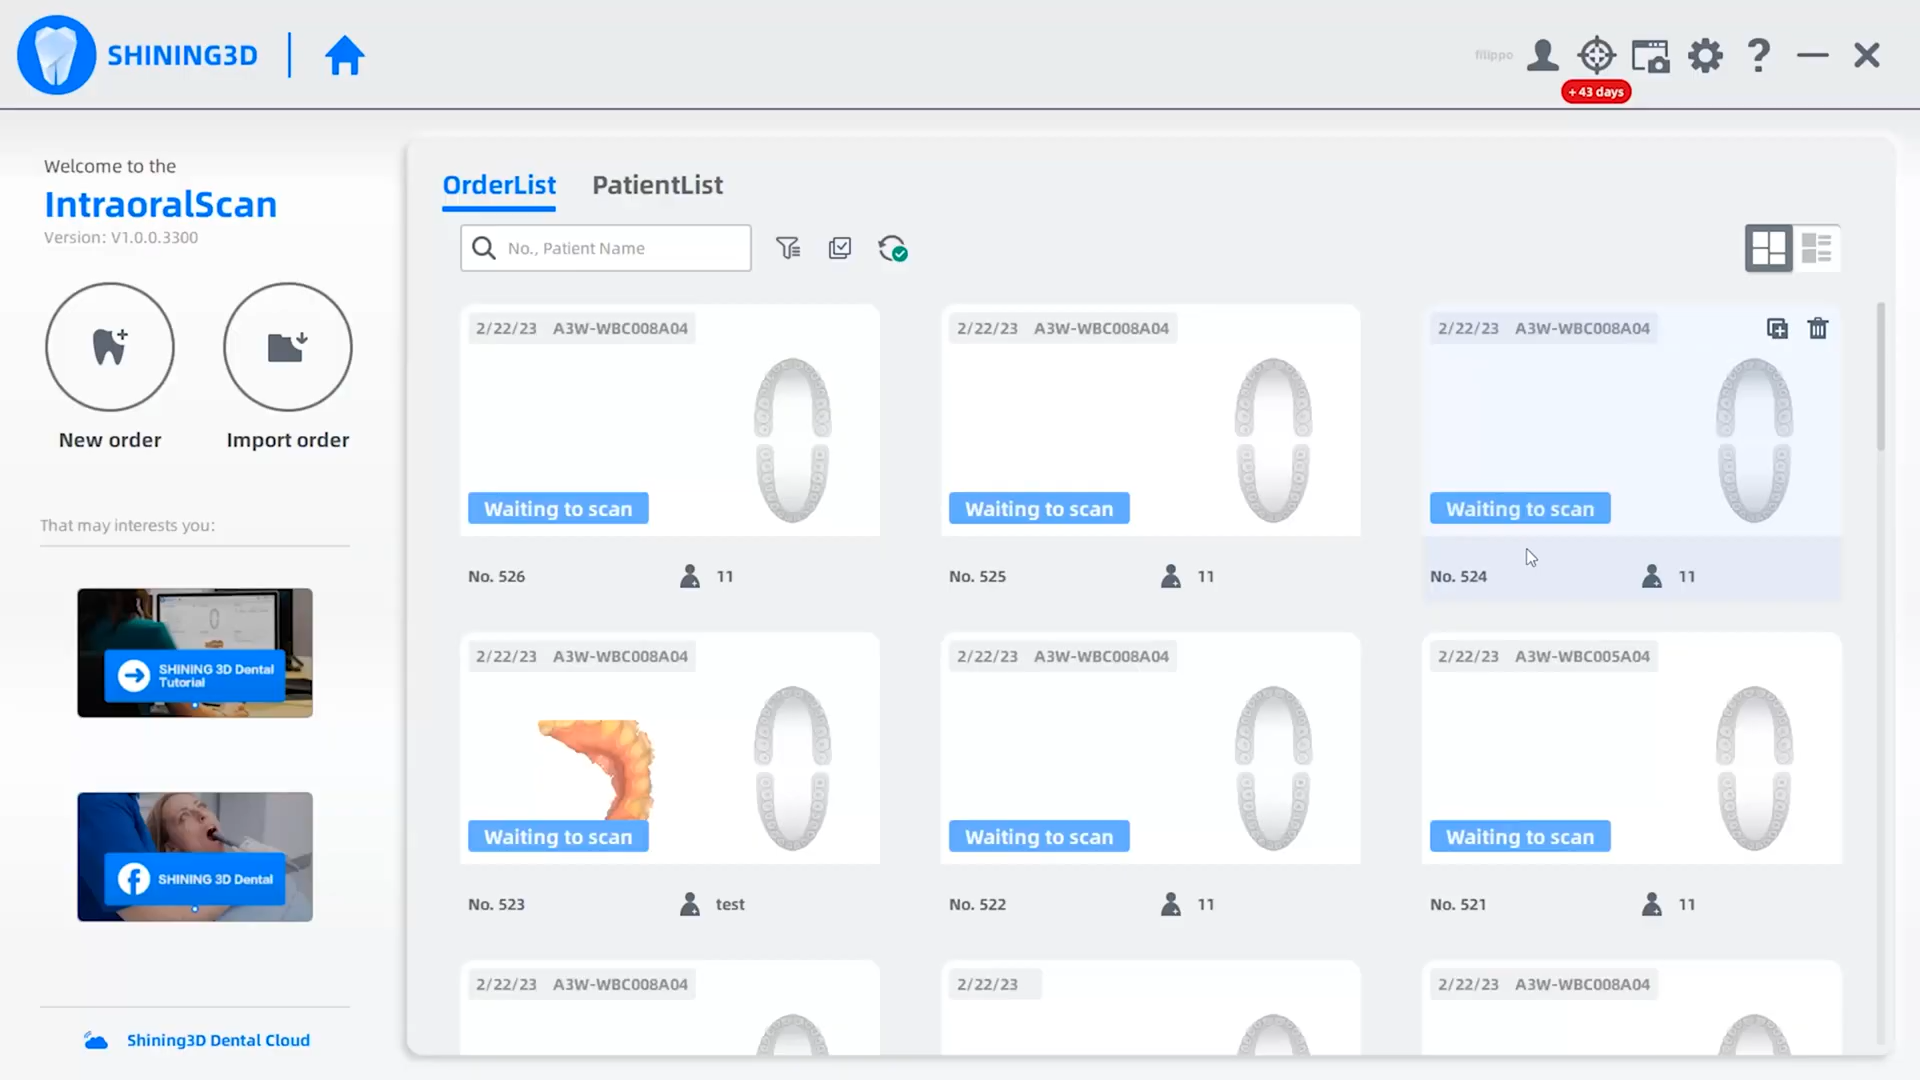 SHINING3D
filippo
+ 43 days
Welcome to the
IntraoralScan
Version: V1.0.0.3300
New order
Import order
That may interests you:
SHINING 3D Dental
Tutorial
SHINING 3D Dental
Shining3D Dental Cloud
OrderList
PatientList
No., Patient Name
2/22/23 A3W-WBC008A04
Waiting to scan
No. 526
11
2/22/23 A3W-WBC008A04
Waiting to scan
No. 525
11
2/22/23 A3W-WBC008A04
Waiting to scan
No. 524
11
2/22/23 A3W-WBC008A04
Waiting to scan
No. 523
test
2/22/23 A3W-WBC008A04
Waiting to scan
No. 522
11
2/22/23 A3W-WBC005A04
Waiting to scan
No. 521
11
2/22/23 A3W-WBC008A04
2/22/23
2/22/23 A3W-WBC008A04